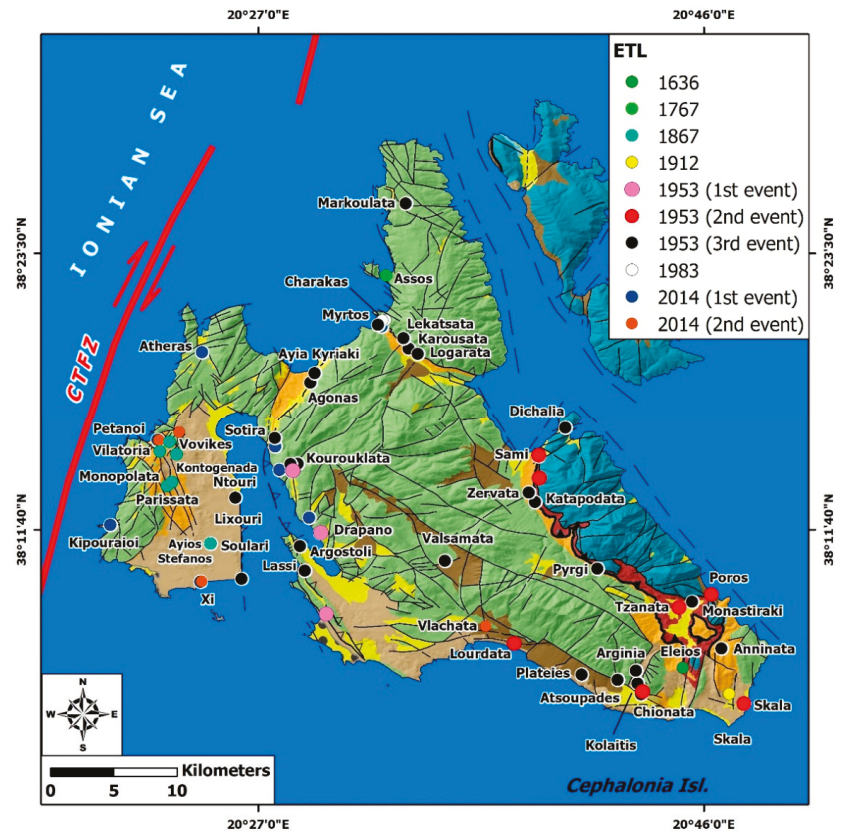 20°27'0"E
20°46'0"E
38°23'30"N
38°11'40"N
38°23'30"N
38°11'40"N
IONIAN SEA
CTFZ
ETL
1636
1767
1867
1912
1953 (1st event)
1953 (2nd event)
1953 (3rd event)
1983
2014 (1st event)
2014 (2nd event)
Markoulata
Charakas
Assos
Myrtos
Lekatsata
Karousata
Logarata
Atheras
Ayia Kyriaki
Agonas
Dichalia
Petanoi
Sotira
Vovikes
Vilatoria
Sami
Kourouklata
Kontogenada
Monopolata
Ntouri
Zervata
Katapodata
Parissata
Lixouri
Drapano
Kipouraioi
Ayios
Stefanos
Soulari
Argostoli
Valsamata
Lassi
Pyrgi
Poros
Xi
Tzanata
Monastiraki
Vlachata
Lourdata
Arginia
Eleios
Anninata
Plateies
Atsoupades
Chionata
Skala
Kolaitis
Skala
N
W
E
S
Kilometers
0
5
10
Cephalonia Isl.
20°27'0"E
20°46'0"E